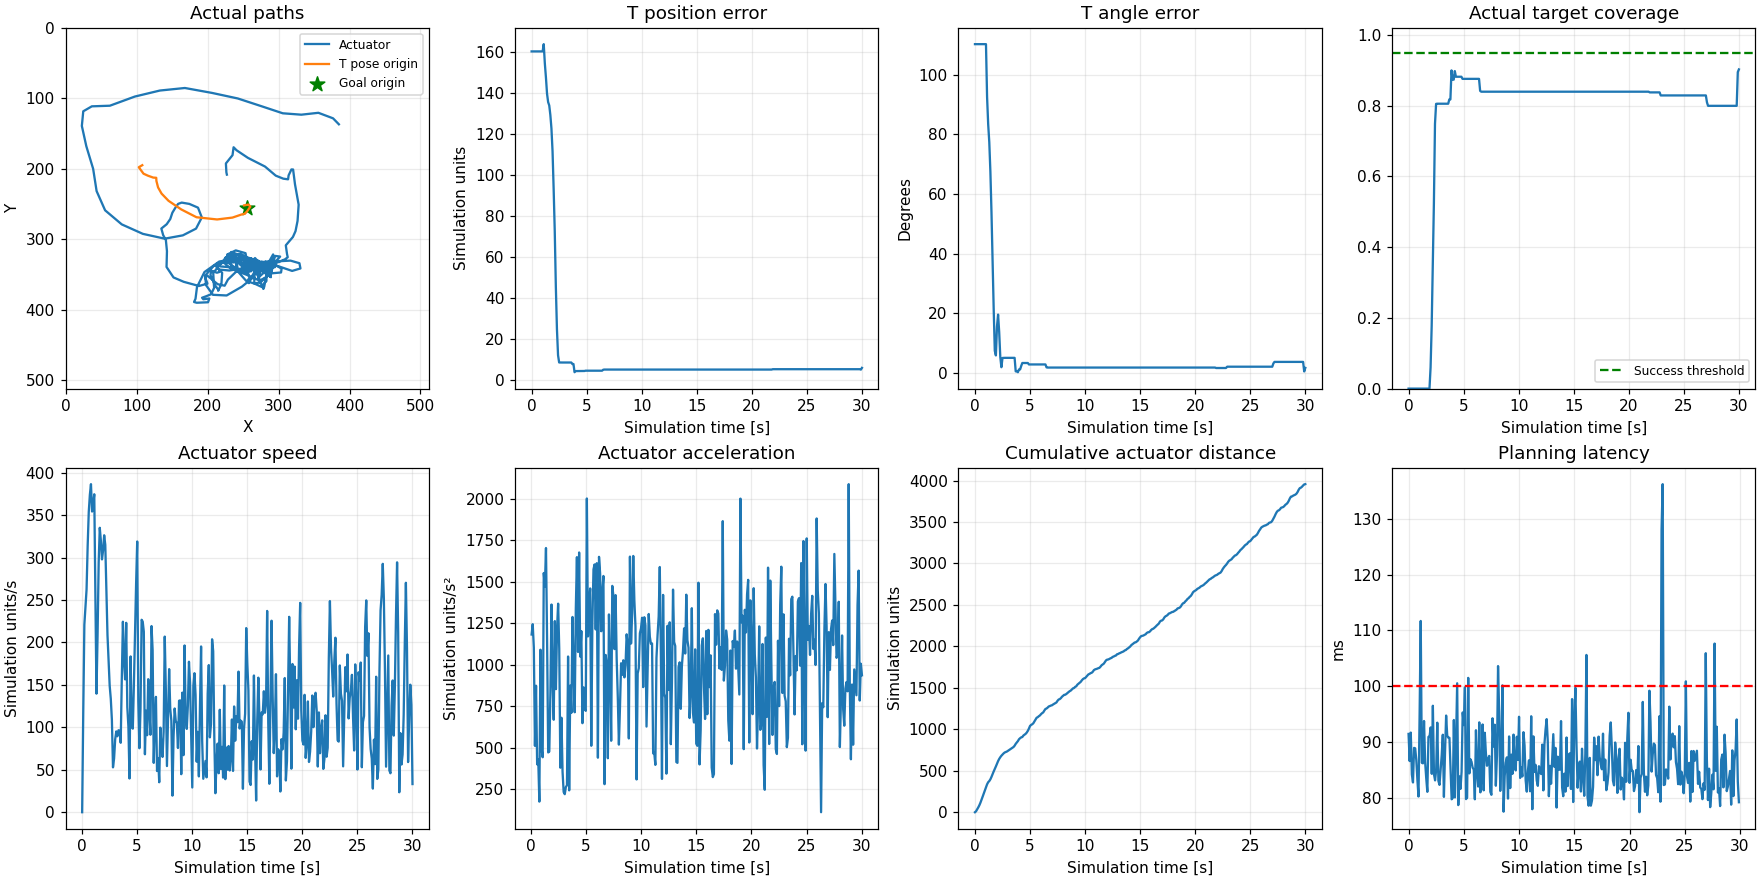 Actual paths
0
100
200
300
400
500
Y
0 100 200 300 400 500
X
Actuator
T pose origin
Goal origin
T position error
160
140
120
100
80
60
40
20
0
Simulation units
0 5 10 15 20 25 30
Simulation time [s]
T angle error
100
80
60
40
20
0
Degrees
0 5 10 15 20 25 30
Simulation time [s]
Actual target coverage
1.0
0.8
0.6
0.4
0.2
0.0
Success threshold
0 5 10 15 20 25 30
Simulation time [s]
Actuator speed
400
350
300
250
200
150
100
50
0
Simulation units/s
0 5 10 15 20 25 30
Simulation time [s]
Actuator acceleration
2000
1750
1500
1250
1000
750
500
250
Simulation units/s²
0 5 10 15 20 25 30
Simulation time [s]
Cumulative actuator distance
4000
3500
3000
2500
2000
1500
1000
500
0
Simulation units
0 5 10 15 20 25 30
Simulation time [s]
Planning latency
130
120
110
100
90
80
ms
0 5 10 15 20 25 30
Simulation time [s]